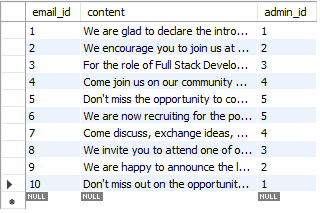 email_id content admin_id
1 We are glad to declare the intro... 1
2 We encourage you to join us at ... 2
3 For the role of Full Stack Develo... 3
4 Come join us on our community ... 4
5 Don't miss the opportunity to co... 5
6 We are now recruiting for the po... 5
7 Come discuss, exchange ideas, ... 4
8 We invite you to attend one of o... 3
9 We are happy to announce the l... 2
10 Don't miss out on the opportunit... 1
NULL NULL NULL